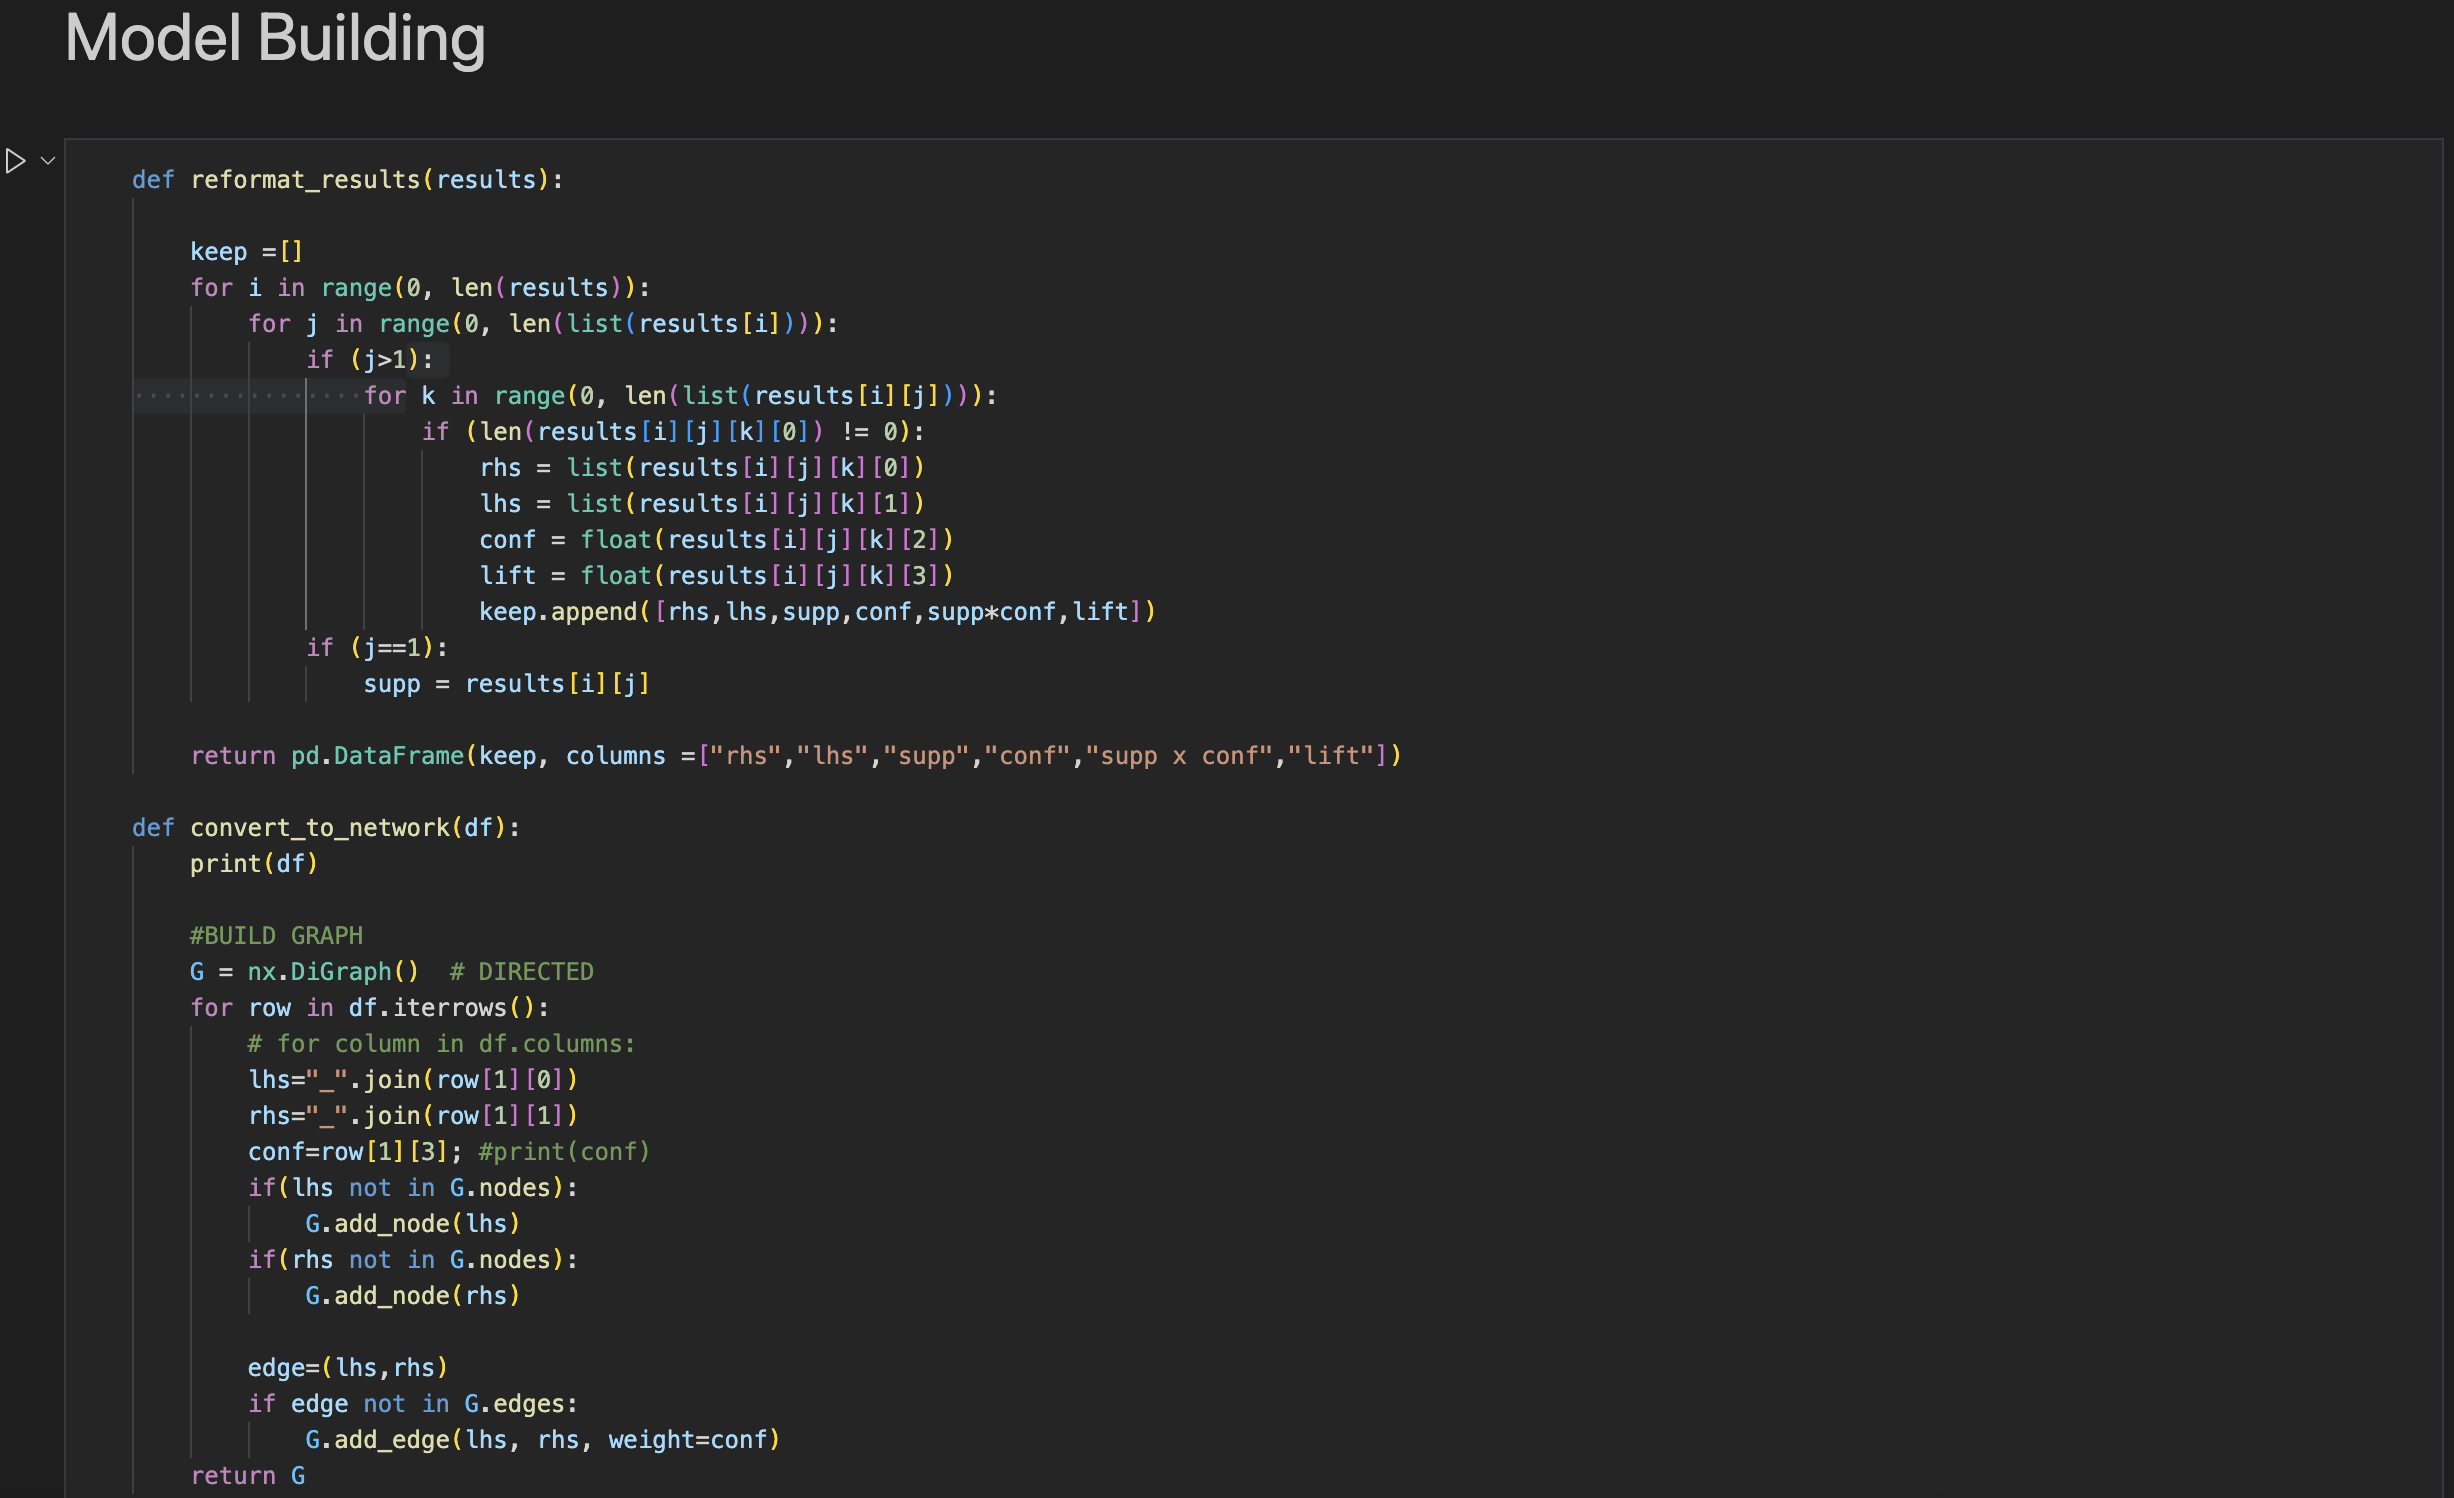 Model Building
def reformat_results(results):
keep =[]
for i in range(0, len(results)):
for j in range(0, len(list(results[i]))):
if (j>1):
for k in range(0, len(list(results[i][j]))):
if (len(results[i][j][k][0]) != 0):
rhs = list(results[i][j][k][0])
lhs = list(results[i][j][k][1])
conf = float(results[i][j][k][2])
lift = float(results[i][j][k][3])
keep.append([rhs,lhs,supp,conf,supp*conf,lift])
if (j==1):
supp = results[i][j]
return pd.DataFrame(keep, columns =["rhs","lhs","supp","conf","supp x conf","lift"])
def convert_to_network(df):
print(df)
#BUILD GRAPH
G = nx.DiGraph()  # DIRECTED
for row in df.iterrows():
# for column in df.columns:
lhs="_".join(row[1][0])
rhs="_".join(row[1][1])
conf=row[1][3]; #print(conf)
if(lhs not in G.nodes):
G.add_node(lhs)
if(rhs not in G.nodes):
G.add_node(rhs)
edge=(lhs,rhs)
if edge not in G.edges:
G.add_edge(lhs, rhs, weight=conf)
return G